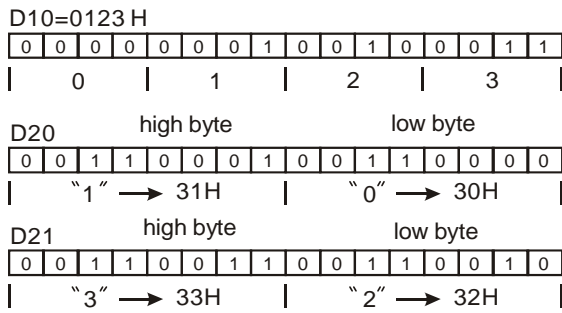 D10=0123 H
0 0 0 0 0 0 0 1 0 0 1 0 0 0 1 1
0 1 2 3
D20 high byte low byte
0 0 1 1 0 0 0 1 0 0 1 1 0 0 0 0
"1" → 31H "0" → 30H
D21 high byte low byte
0 0 1 1 0 0 1 1 0 0 1 1 0 0 1 0
"3" → 33H "2" → 32H